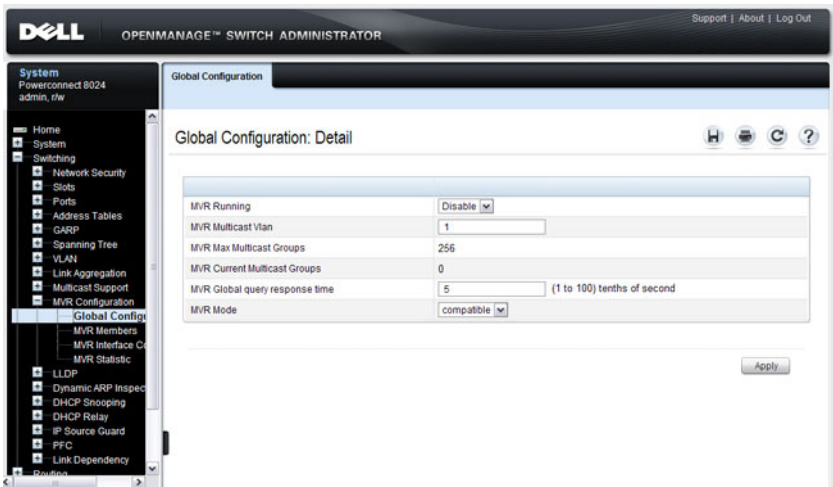 Support | About | Log Out
DELL OPENMANAGE™ SWITCH ADMINISTRATOR
System
Powerconnect 8024
admin, r/w
Home
System
Switching
Network Security
Slots
Ports
Address Tables
GARP
Spanning Tree
VLAN
Link Aggregation
Multicast Support
MVR Configuration
Global Configu
MVR Members
MVR Interface Co
MVR Statistic
LLDP
Dynamic ARP Inspec
DHCP Snooping
DHCP Relay
IP Source Guard
PFC
Link Dependency
Routing
Global Configuration
Global Configuration: Detail
MVR Running Disable
MVR Multicast Vlan 1
MVR Max Multicast Groups 256
MVR Current Multicast Groups 0
MVR Global query response time 5 (1 to 100) tenths of second
MVR Mode compatible
Apply